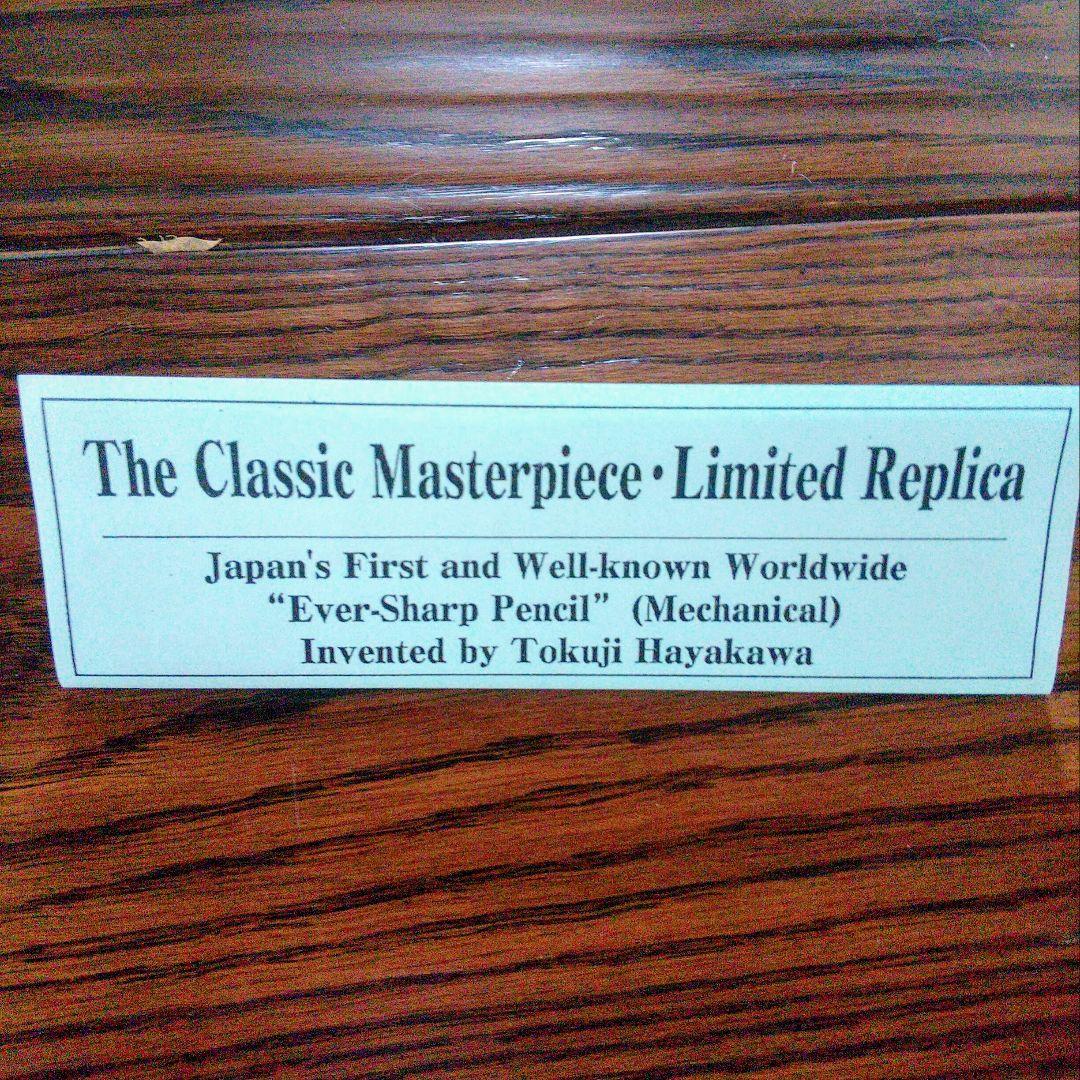 The Classic Masterpiece・Limited Replica
Japan's First and Well-known Worldwide
“Ever-Sharp Pencil” (Mechanical)
Invented by Tokuji Hayakawa